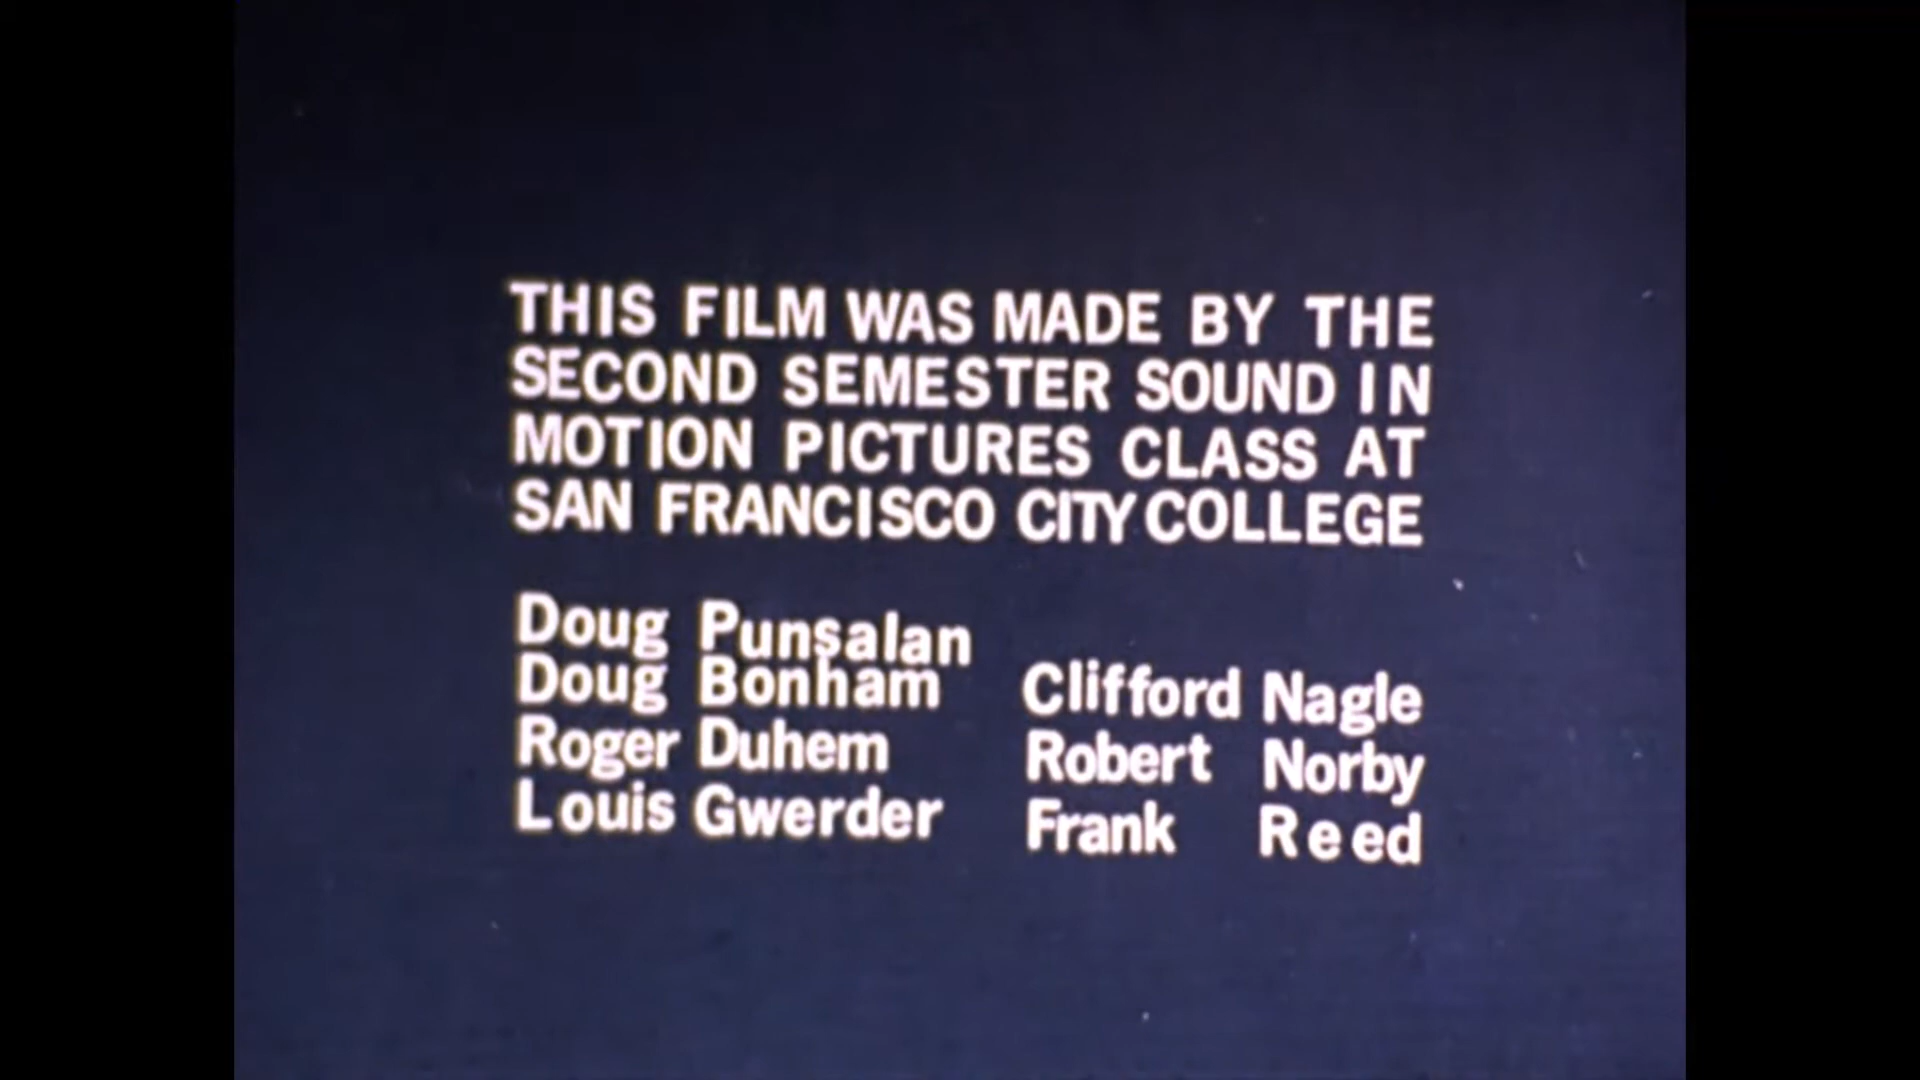 THIS FILM WAS MADE BY THE
SECOND SEMESTER SOUND IN
MOTION PICTURES CLASS AT
SAN FRANCISCO CITY COLLEGE
Doug Punsalan
Doug Bonham Clifford Nagle
Roger Duhem Robert Norby
Louis Gwerder Frank Reed